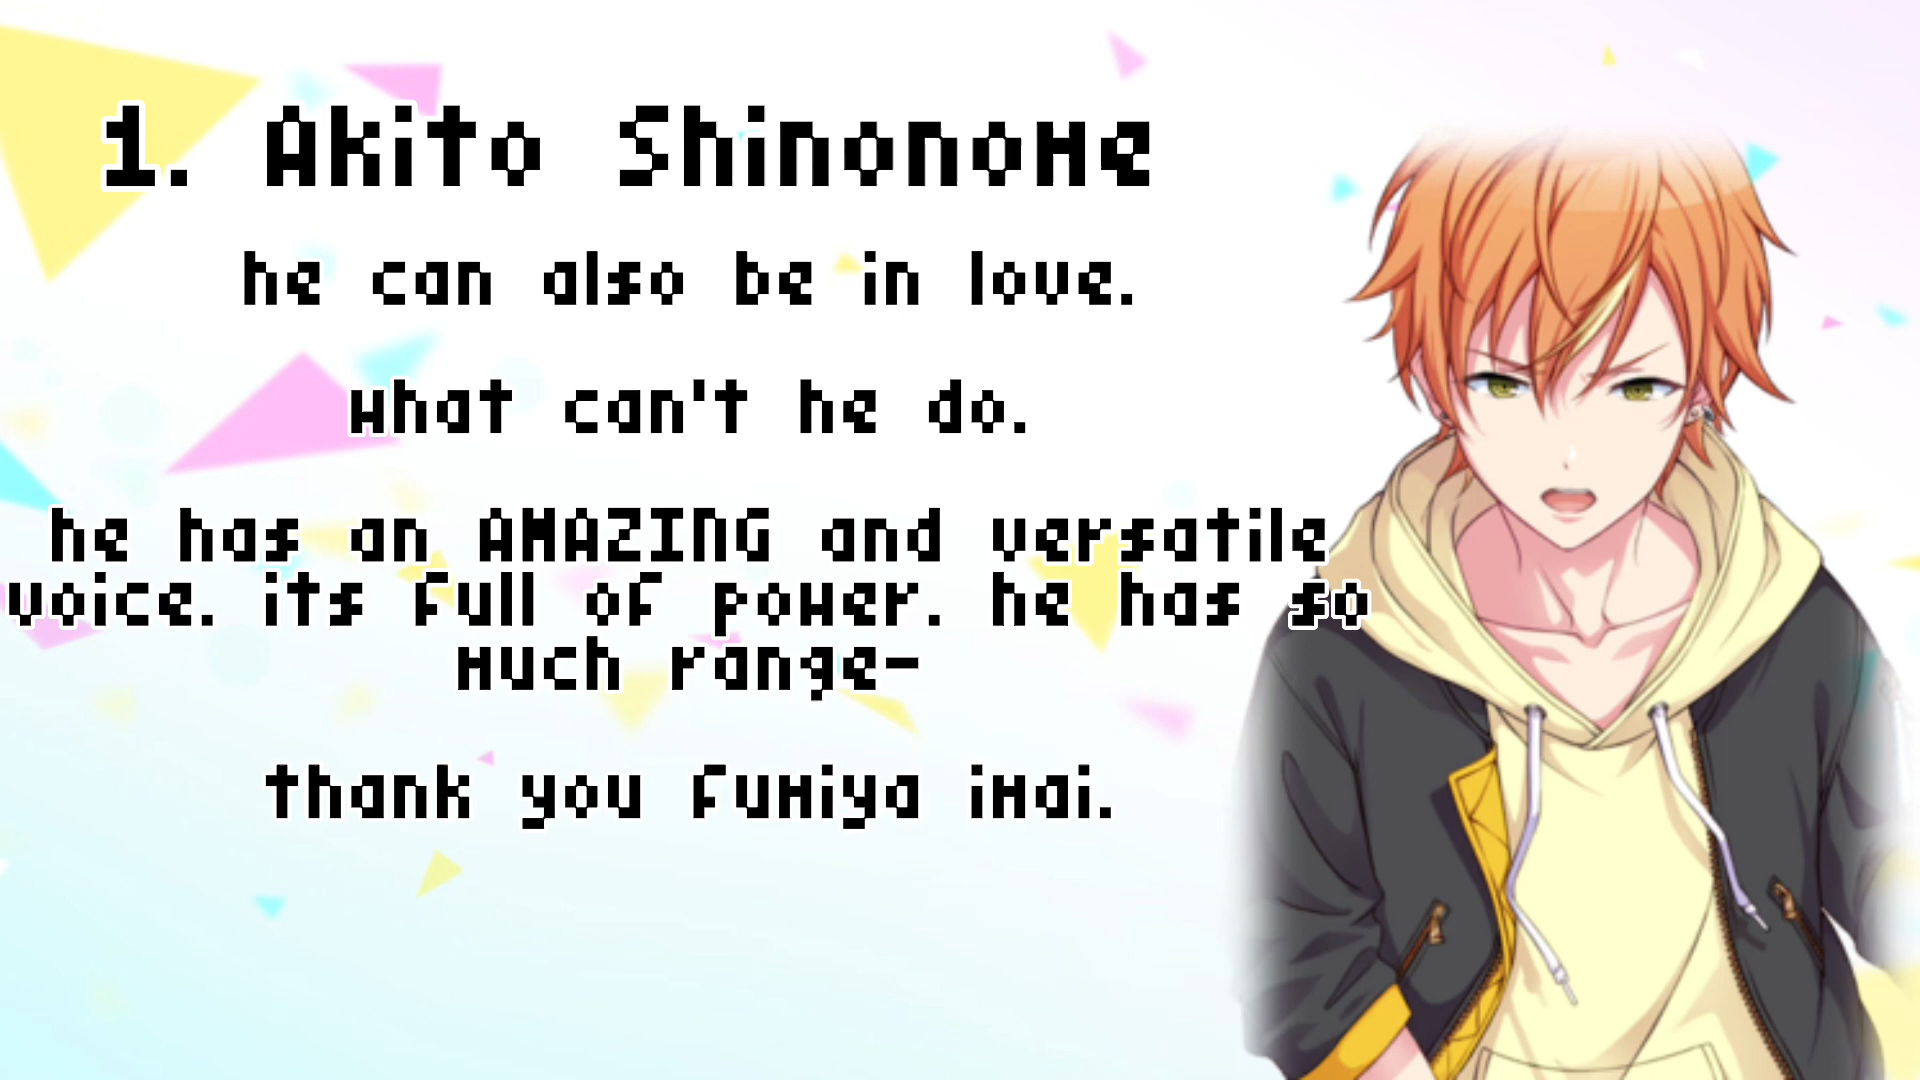 1. Akito Shinonome
he can also be in love.
what can't he do.
he has an AMAZING and versatile
voice. its full of power. he has so
much range-
thank you fumiya imai.